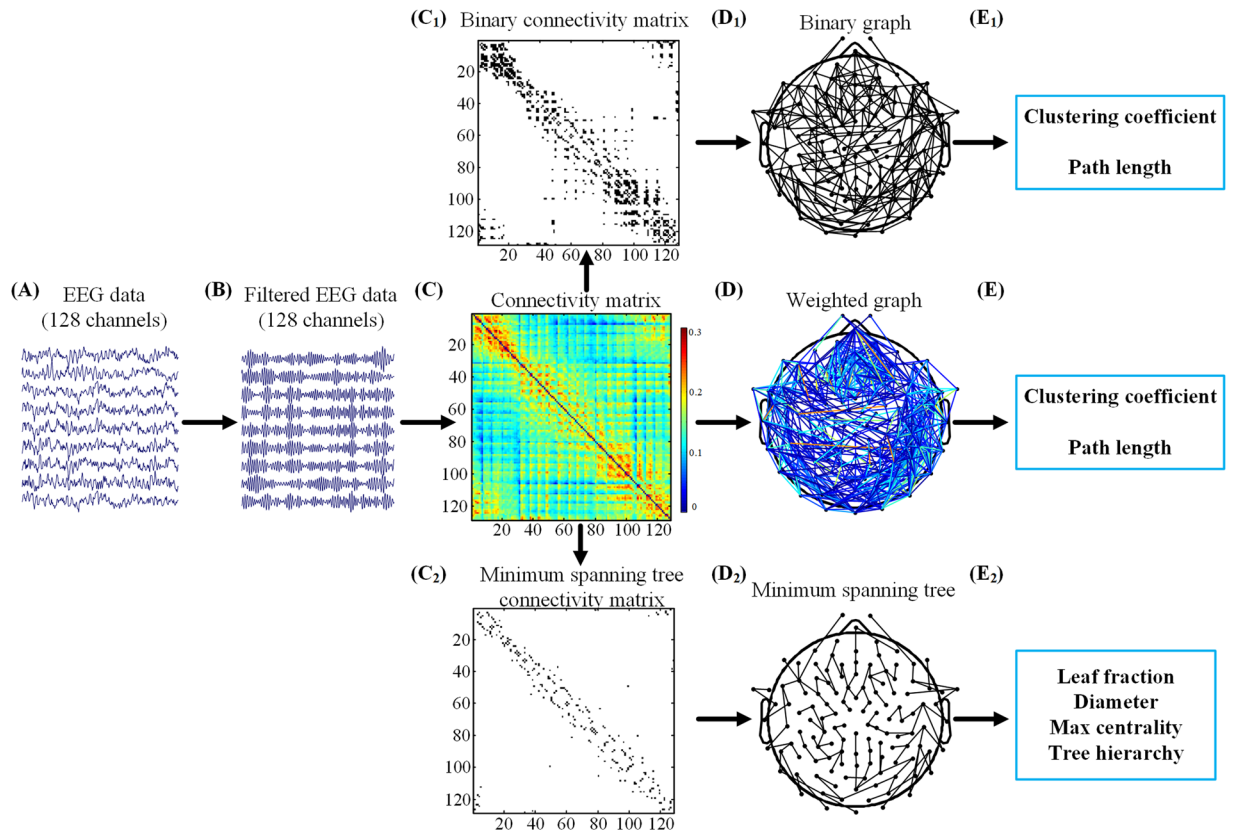 (C₁)
Binary connectivity matrix
20
40
60
80
100
120
20 40 60 80 100 120
(D₁)
Binary graph
(E₁)
Clustering coefficient
Path length
(A)
EEG data
(128 channels)
(B)
Filtered EEG data
(128 channels)
(C)
Connectivity matrix
20
40
60
80
100
120
20 40 60 80 100 120
0.3
0.2
0.1
0
(D)
Weighted graph
(E)
Clustering coefficient
Path length
(C₂)
Minimum spanning tree
connectivity matrix
20
40
60
80
100
120
20 40 60 80 100 120
(D₂)
Minimum spanning tree
(E₂)
Leaf fraction
Diameter
Max centrality
Tree hierarchy